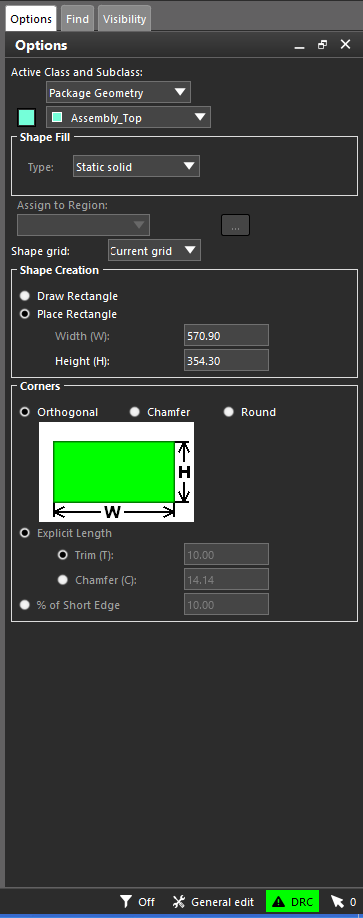 Options Find Visibility
Options
Active Class and Subclass:
Package Geometry
Assembly_Top
Shape Fill
Type: Static solid
Assign to Region:
...
Shape grid: Current grid
Shape Creation
Draw Rectangle
Place Rectangle
Width (W): 570.90
Height (H): 354.30
Corners
Orthogonal Chamfer Round
H
W
Explicit Length
Trim (T): 10.00
Chamfer (C): 14.14
% of Short Edge 10.00
Off General edit DRC 0